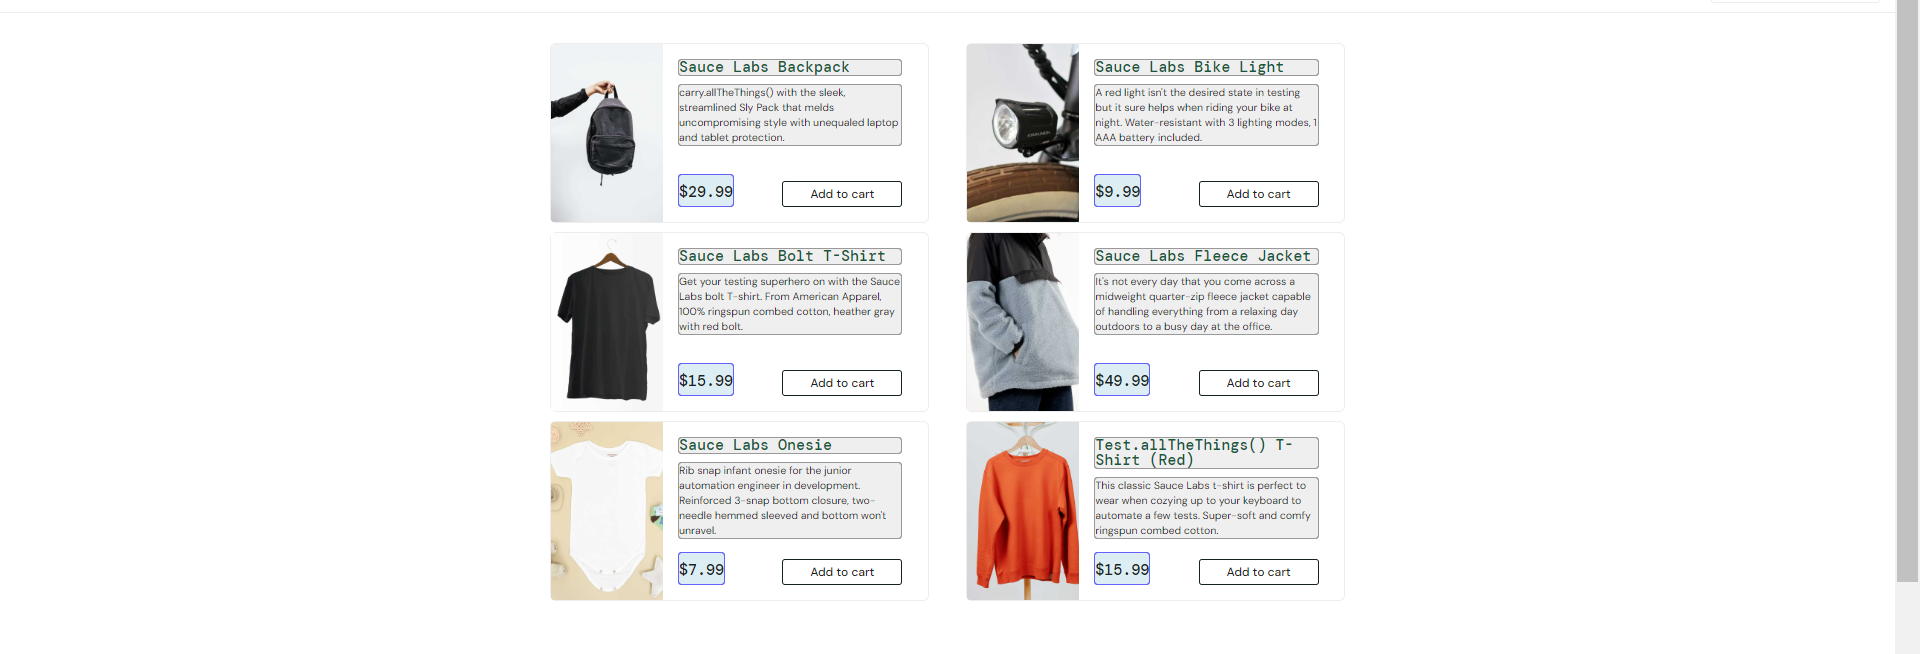 Sauce Labs Backpack
carry.allTheThings() with the sleek,
streamlined Sly Pack that melds
uncompromising style with unequaled laptop
and tablet protection.
$29.99
Add to cart
Sauce Labs Bike Light
A red light isn't the desired state in testing
but it sure helps when riding your bike at
night. Water-resistant with 3 lighting modes, 1
AAA battery included.
$9.99
Add to cart
Sauce Labs Bolt T-Shirt
Get your testing superhero on with the Sauce
Labs bolt T-shirt. From American Apparel,
100% ringspun combed cotton, heather gray
with red bolt.
$15.99
Add to cart
Sauce Labs Fleece Jacket
It's not every day that you come across a
midweight quarter-zip fleece jacket capable
of handling everything from a relaxing day
outdoors to a busy day at the office.
$49.99
Add to cart
Sauce Labs Onesie
Rib snap infant onesie for the junior
automation engineer in development.
Reinforced 3-snap bottom closure, two-
needle hemmed sleeved and bottom won't
unravel.
$7.99
Add to cart
Test.allTheThings() T-
Shirt (Red)
This classic Sauce Labs t-shirt is perfect to
wear when cozying up to your keyboard to
automate a few tests. Super-soft and comfy
ringspun combed cotton.
$15.99
Add to cart